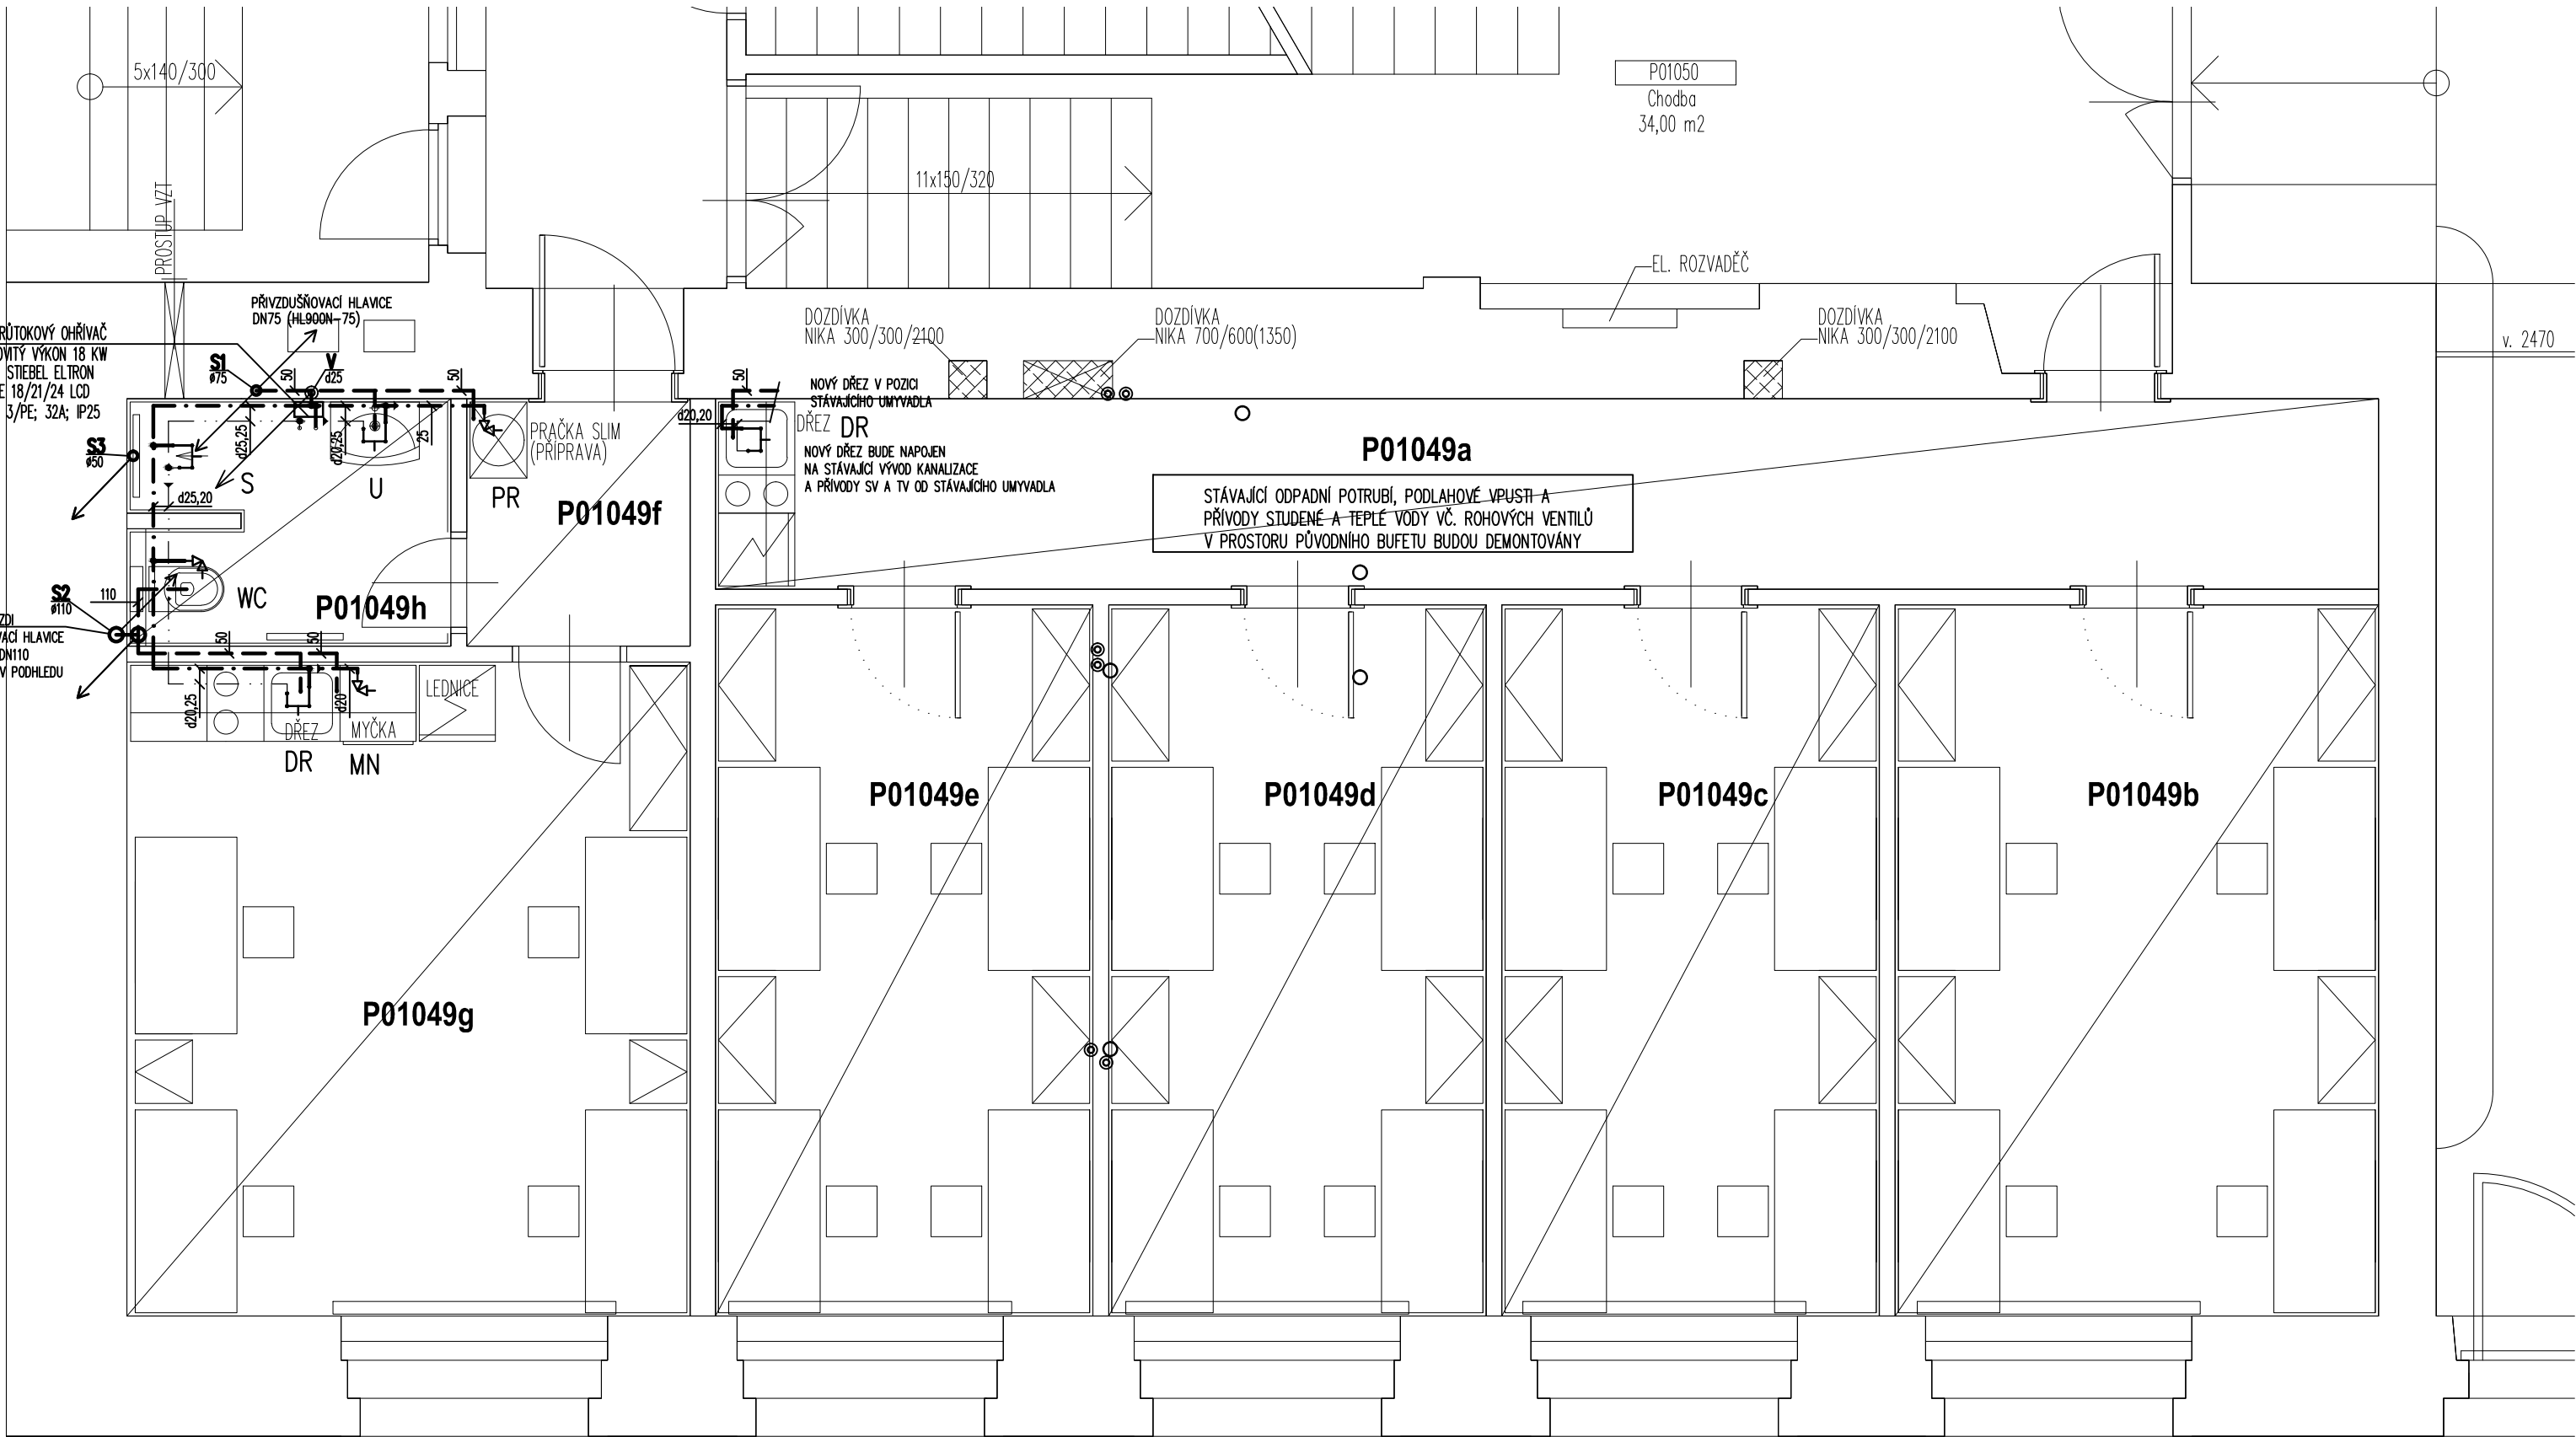 5x140/300
PROSTUP VZT
11x150/320
P01050
Chodba
34,00 m2
EL. ROZVADĚČ
v. 2470
PŘIVZDUŠŇOVACÍ HLAVICE
DN75 (HL900N-75)
RŮTOKOVÝ OHŘÍVAČ
OVITÝ VÝKON 18 KW
STIEBEL ELTRON
E 18/21/24 LCD
3/PE; 32A; IP25
S1
ø75
50
V
d25
50
S3
ø50
d25,25
d20,25
25
S
U
d25,20
PRAČKA SLIM
(PŘÍPRAVA)
PR
P01049f
DOZDÍVKA
NIKA 300/300/2100
DOZDÍVKA
NIKA 700/600(1350)
DOZDÍVKA
NIKA 300/300/2100
50
d20,20
NOVÝ DŘEZ V POZICI
STÁVAJÍCÍHO UMYVADLA
DŘEZ
DR
NOVÝ DŘEZ BUDE NAPOJEN
NA STÁVAJÍCÍ VÝVOD KANALIZACE
A PŘÍVODY SV A TV OD STÁVAJÍCÍHO UMYVADLA
P01049a
STÁVAJÍCÍ ODPADNÍ POTRUBÍ, PODLAHOVÉ VPUSTI A
PŘÍVODY STUDENÉ A TEPLÉ VODY VČ. ROHOVÝCH VENTILŮ
V PROSTORU PŮVODNÍHO BUFETU BUDOU DEMONTOVÁNY
S2
ø110
110
WC
P01049h
ZDI
VACÍ HLAVICE
DN110
V PODHLEDU
50
50
d20,25
d20
LEDNICE
DŘEZ
MYČKA
DR
MN
P01049e
P01049d
P01049c
P01049b
P01049g